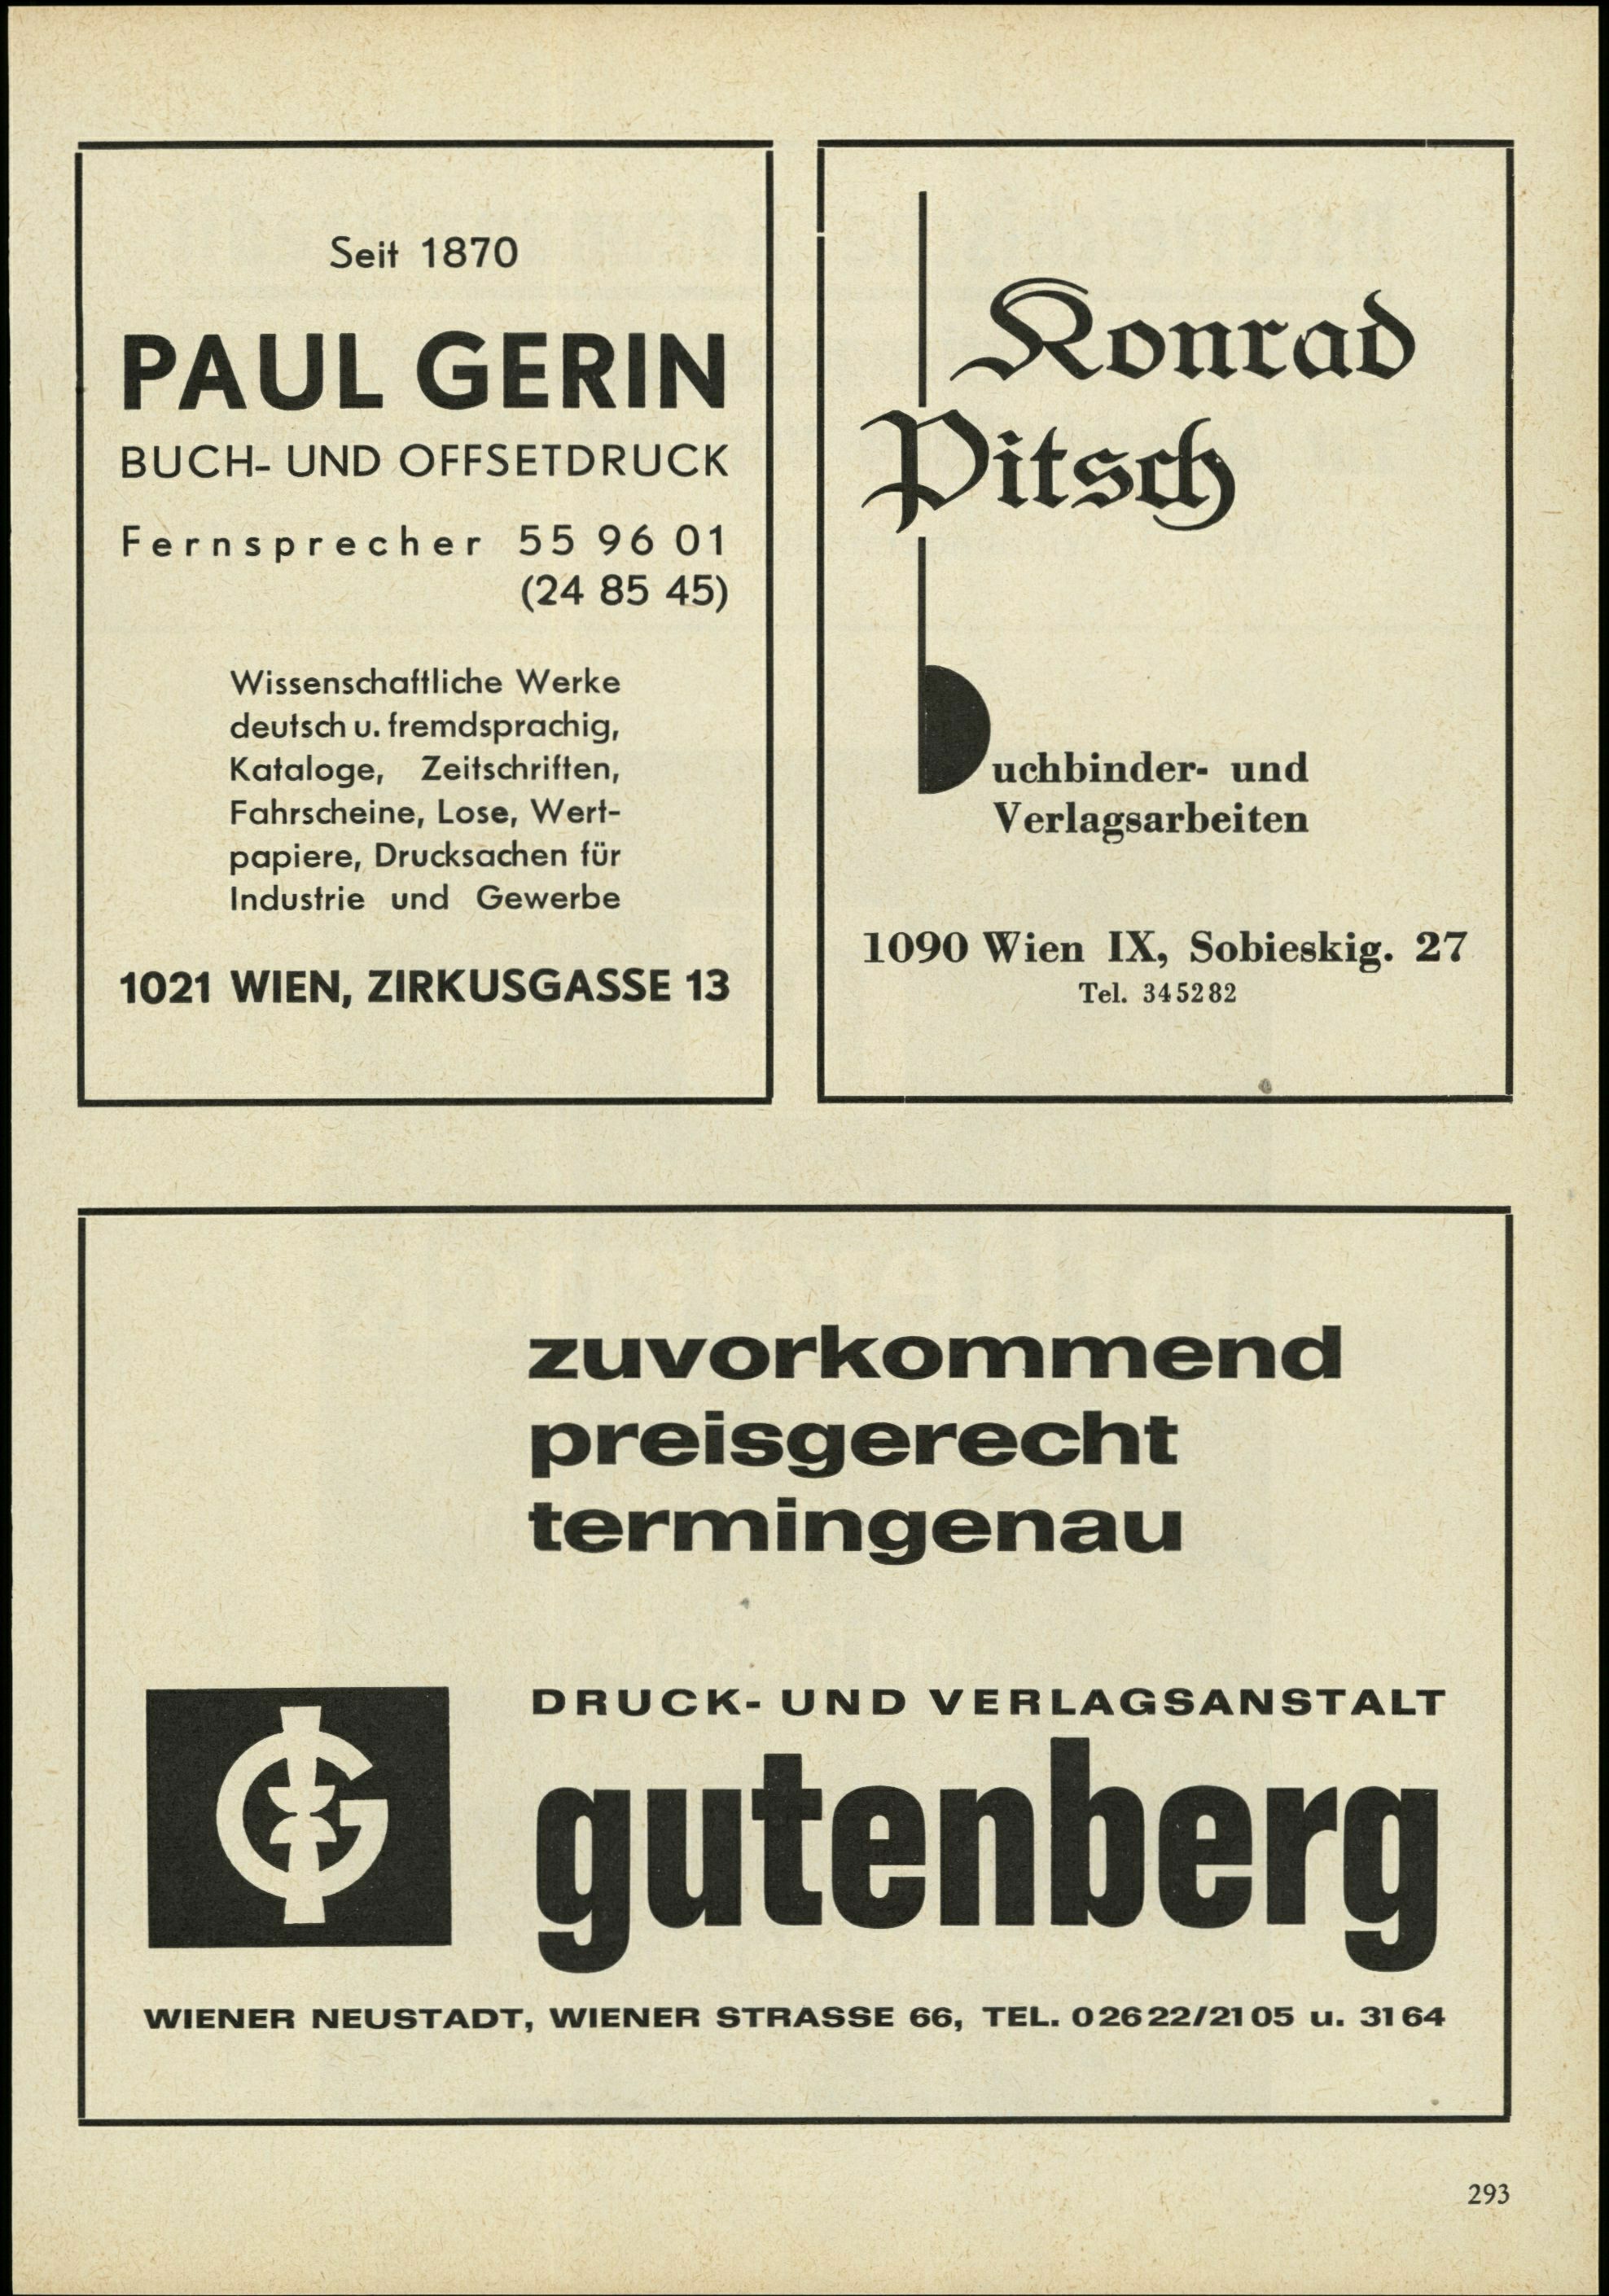 Seit 1870
PAUL GERIN
BUCH- UND OFFSETDRUCK
Fernsprecher 55 96 01
(24 85 45)
Wissenschaftliche Werke
deutsch u. fremdsprachig,
Kataloge, Zeitschriften,
Fahrscheine, Lose, Wert-
papiere, Drucksachen für
Industrie und Gewerbe
1021 WIEN, ZIRKUSGASSE 13
Konrad
Pitsch
buchbinder- und
Verlagsarbeiten
1090 Wien IX, Sobieskig. 27
Tel. 345282
zuvorkommend
preisgerecht
termingenau
G
DRUCK- UND VERLAGSANSTALT
gutenberg
WIENER NEUSTADT, WIENER STRASSE 66, TEL. 02622/2105 u. 3164
293